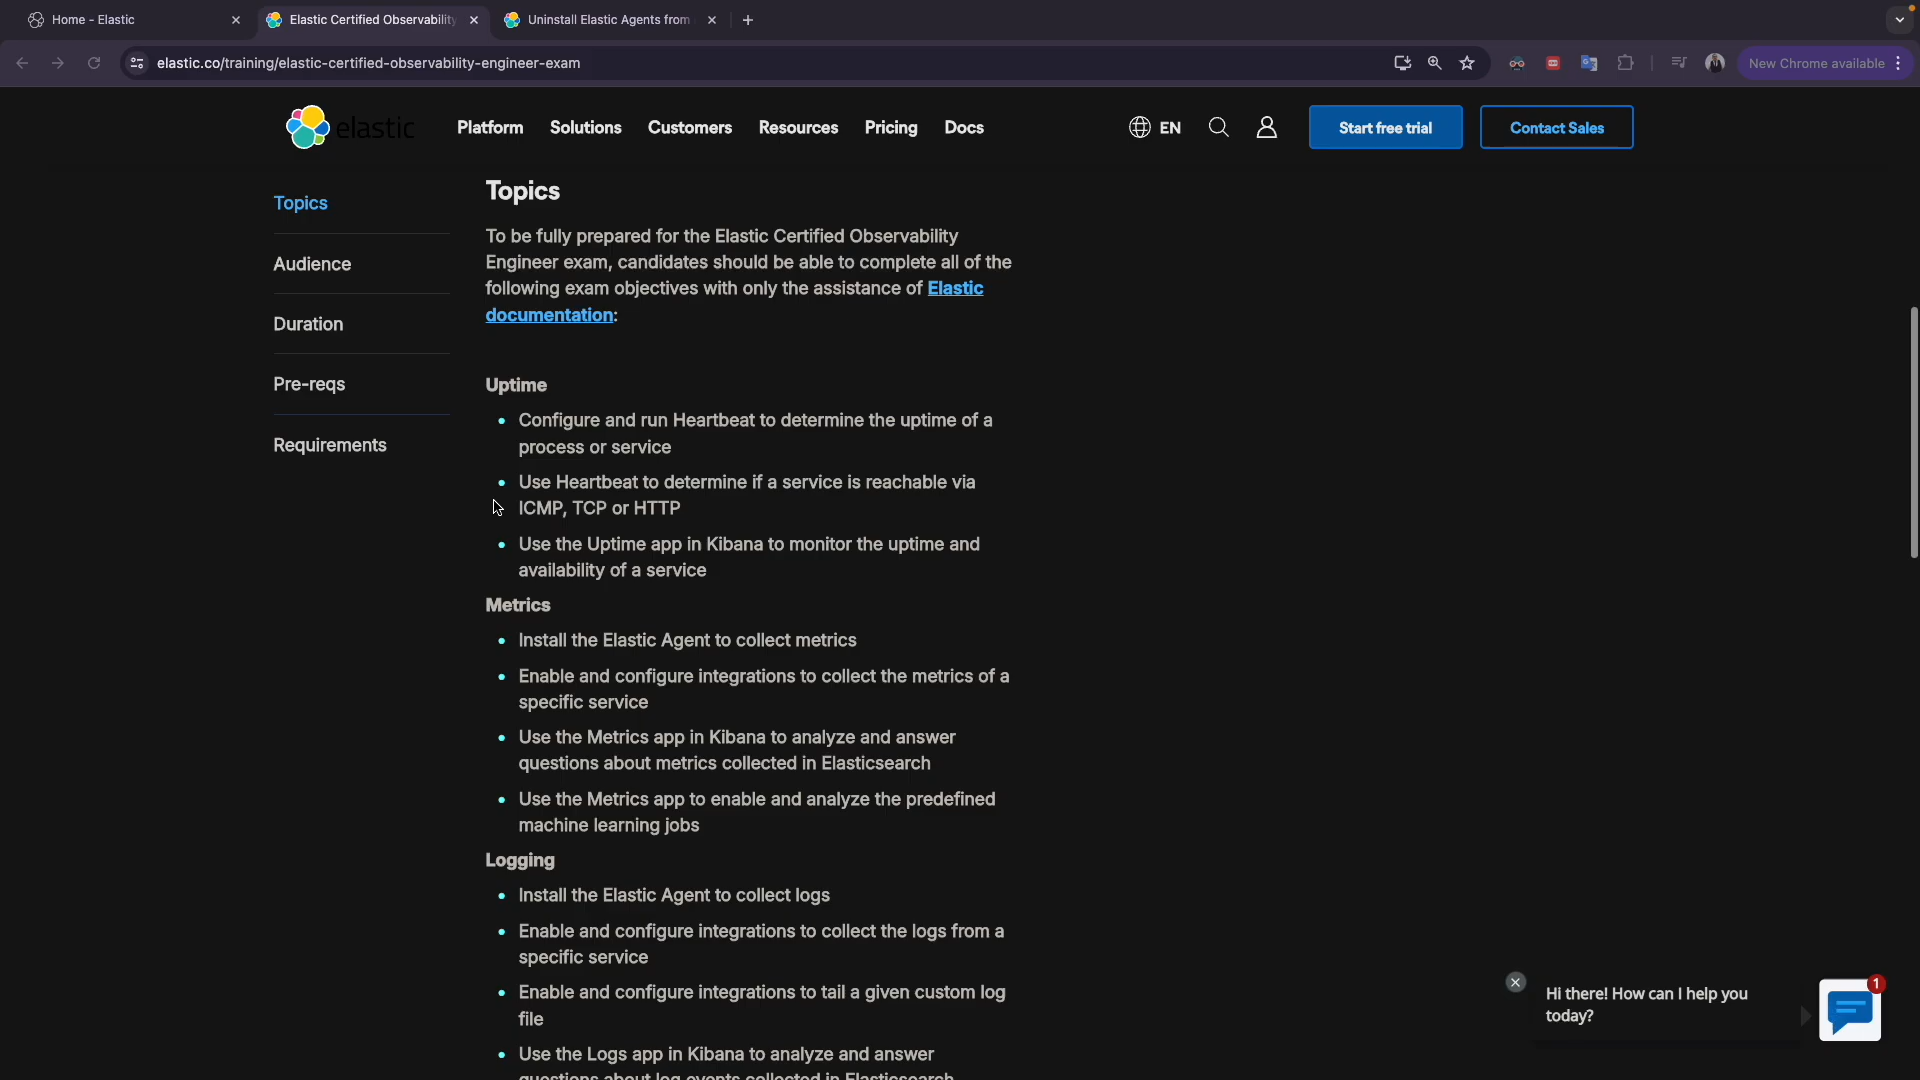 Home - Elastic
Elastic Certified Observability
Uninstall Elastic Agents from
elastic.co/training/elastic-certified-observability-engineer-exam
New Chrome available
elastic
Platform
Solutions
Customers
Resources
Pricing
Docs
EN
Start free trial
Contact Sales
Topics
Audience
Duration
Pre-reqs
Requirements
Topics
To be fully prepared for the Elastic Certified Observability
Engineer exam, candidates should be able to complete all of the
following exam objectives with only the assistance of Elastic
documentation:
Uptime
• Configure and run Heartbeat to determine the uptime of a
process or service
• Use Heartbeat to determine if a service is reachable via
ICMP, TCP or HTTP
• Use the Uptime app in Kibana to monitor the uptime and
availability of a service
Metrics
• Install the Elastic Agent to collect metrics
• Enable and configure integrations to collect the metrics of a
specific service
• Use the Metrics app in Kibana to analyze and answer
questions about metrics collected in Elasticsearch
• Use the Metrics app to enable and analyze the predefined
machine learning jobs
Logging
• Install the Elastic Agent to collect logs
• Enable and configure integrations to collect the logs from a
specific service
• Enable and configure integrations to tail a given custom log
file
• Use the Logs app in Kibana to analyze and answer
questions about log events collected in Elasticsearch
Hi there! How can I help you
today?
1